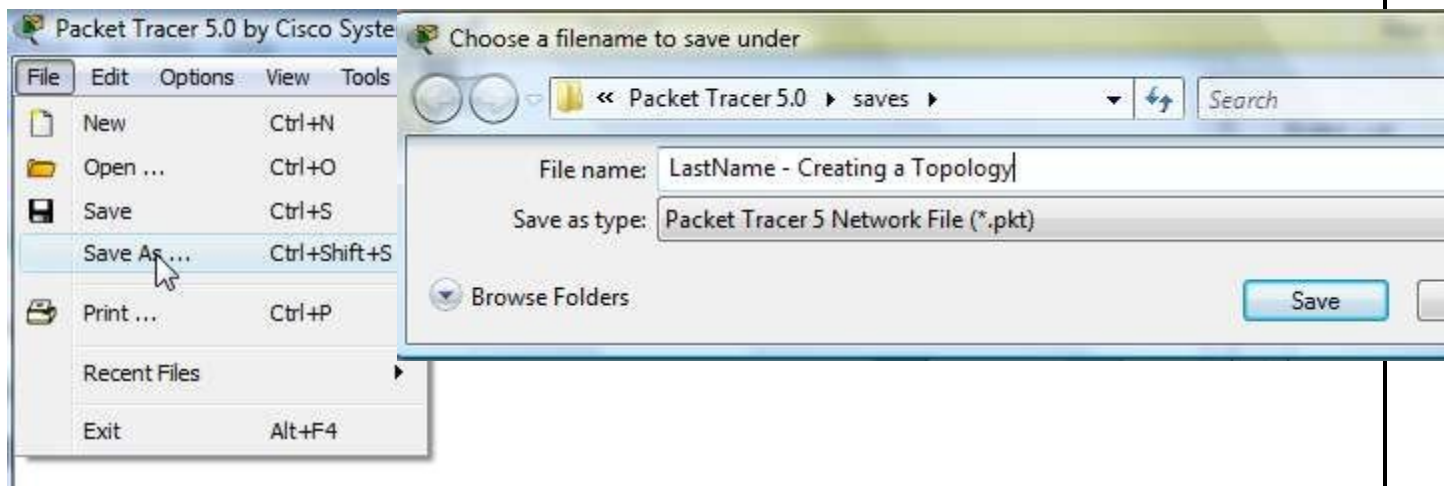 Packet Tracer 5.0 by Cisco Syste
File Edit Options View Tools
New Ctrl+N
Open ... Ctrl+O
Save Ctrl+S
Save As ... Ctrl+Shift+S
Print ... Ctrl+P
Recent Files
Exit Alt+F4
Choose a filename to save under
« Packet Tracer 5.0 saves Search
File name: LastName - Creating a Topology
Save as type: Packet Tracer 5 Network File (*.pkt)
Browse Folders Save